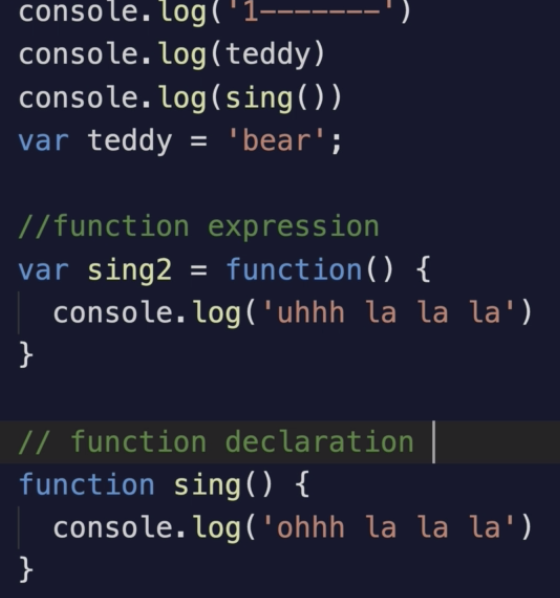 console.log('1-------')
console.log(teddy)
console.log(sing())
var teddy = 'bear';
//function expression
var sing2 = function() {
console.log('uhhh la la la')
}
// function declaration
function sing() {
console.log('ohhh la la la')
}